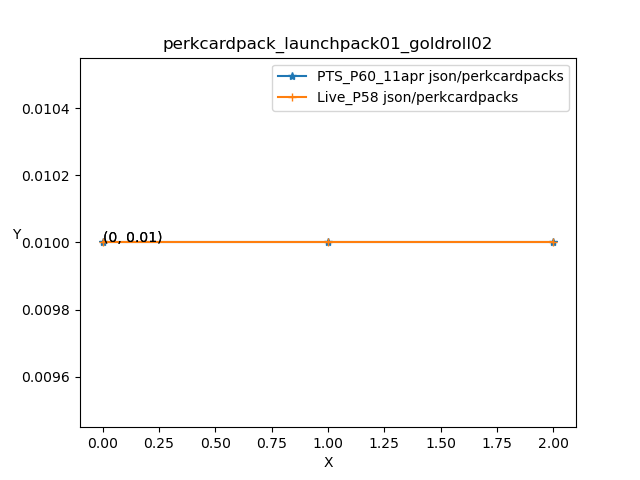 perkcardpack_launchpack01_goldroll02
PTS_P60_11apr json/perkcardpacks
Live_P58 json/perkcardpacks
0.0104
0.0102
(0, 0.01)
0.0100
Y
0.0098
0.0096
0.00 0.25 0.50 0.75 1.00 1.25 1.50 1.75 2.00
X